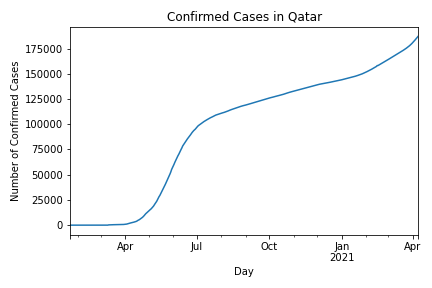 Confirmed Cases in Qatar
Number of Confirmed Cases
175000
150000
125000
100000
75000
50000
25000
0
Apr
Jul
Oct
Jan
2021
Apr
Day